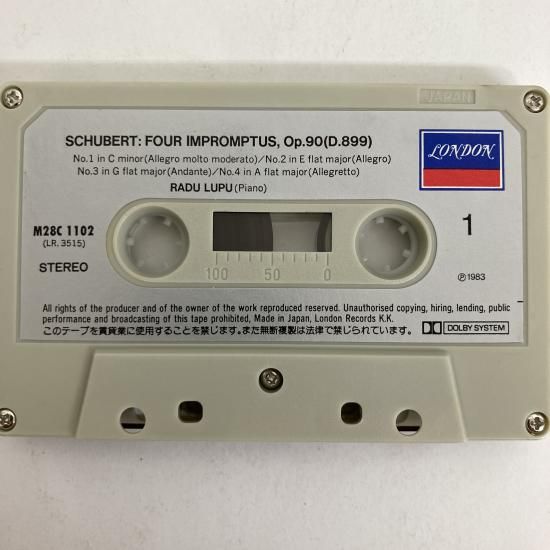 JAPAN
SCHUBERT: FOUR IMPROMPTUS, Op.90(D.899)
No.1 in C minor(Allegro molto moderato)/No.2 in E flat major(Allegro)
No.3 in G flat major(Andante)/No.4 in A flat major(Allegretto)
RADU LUPU(Piano)
LONDON
M28C 1102
(LR. 3515)
STEREO
100 50 0
1
℗1983
All rights of the producer and of the owner of the work reproduced reserved. Unauthorised copying, hiring, lending, public
performance and broadcasting of this tape prohibited, Made in Japan, London Records K.K.
このテープを賃貸業に使用することを禁じます。また無断複製は法律で禁じられています。
DOLBY SYSTEM